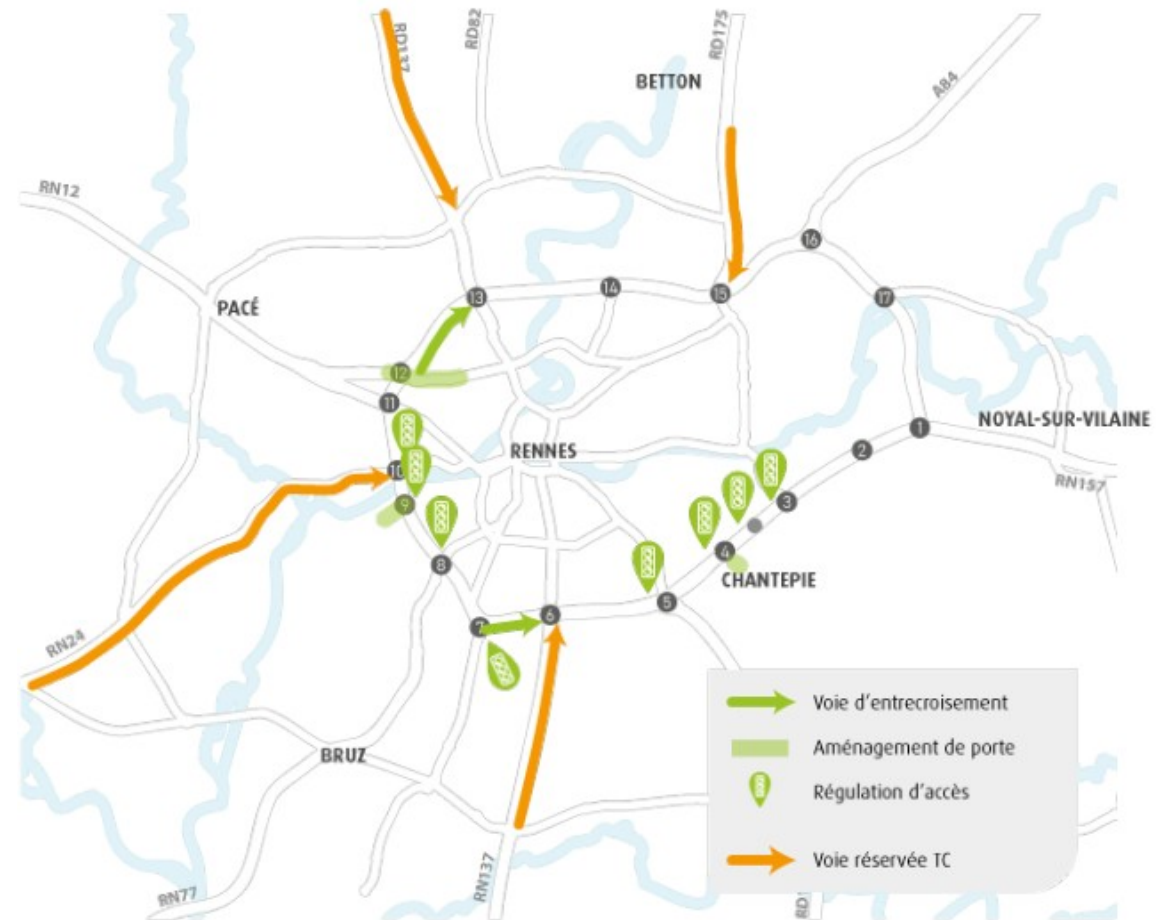 RD137
RD82
RD175
BETTON
A84
RN12
16
13
14
15
17
PACÉ
12
11
1
NOYAL-SUR-VILAINE
RENNES
2
10
RN157
9
3
8
4
CHANTEPIE
5
6
7
RN24
BRUZ
Voie d'entrecroisement
Aménagement de porte
Régulation d'accès
Voie réservée TC
RN137
RN77